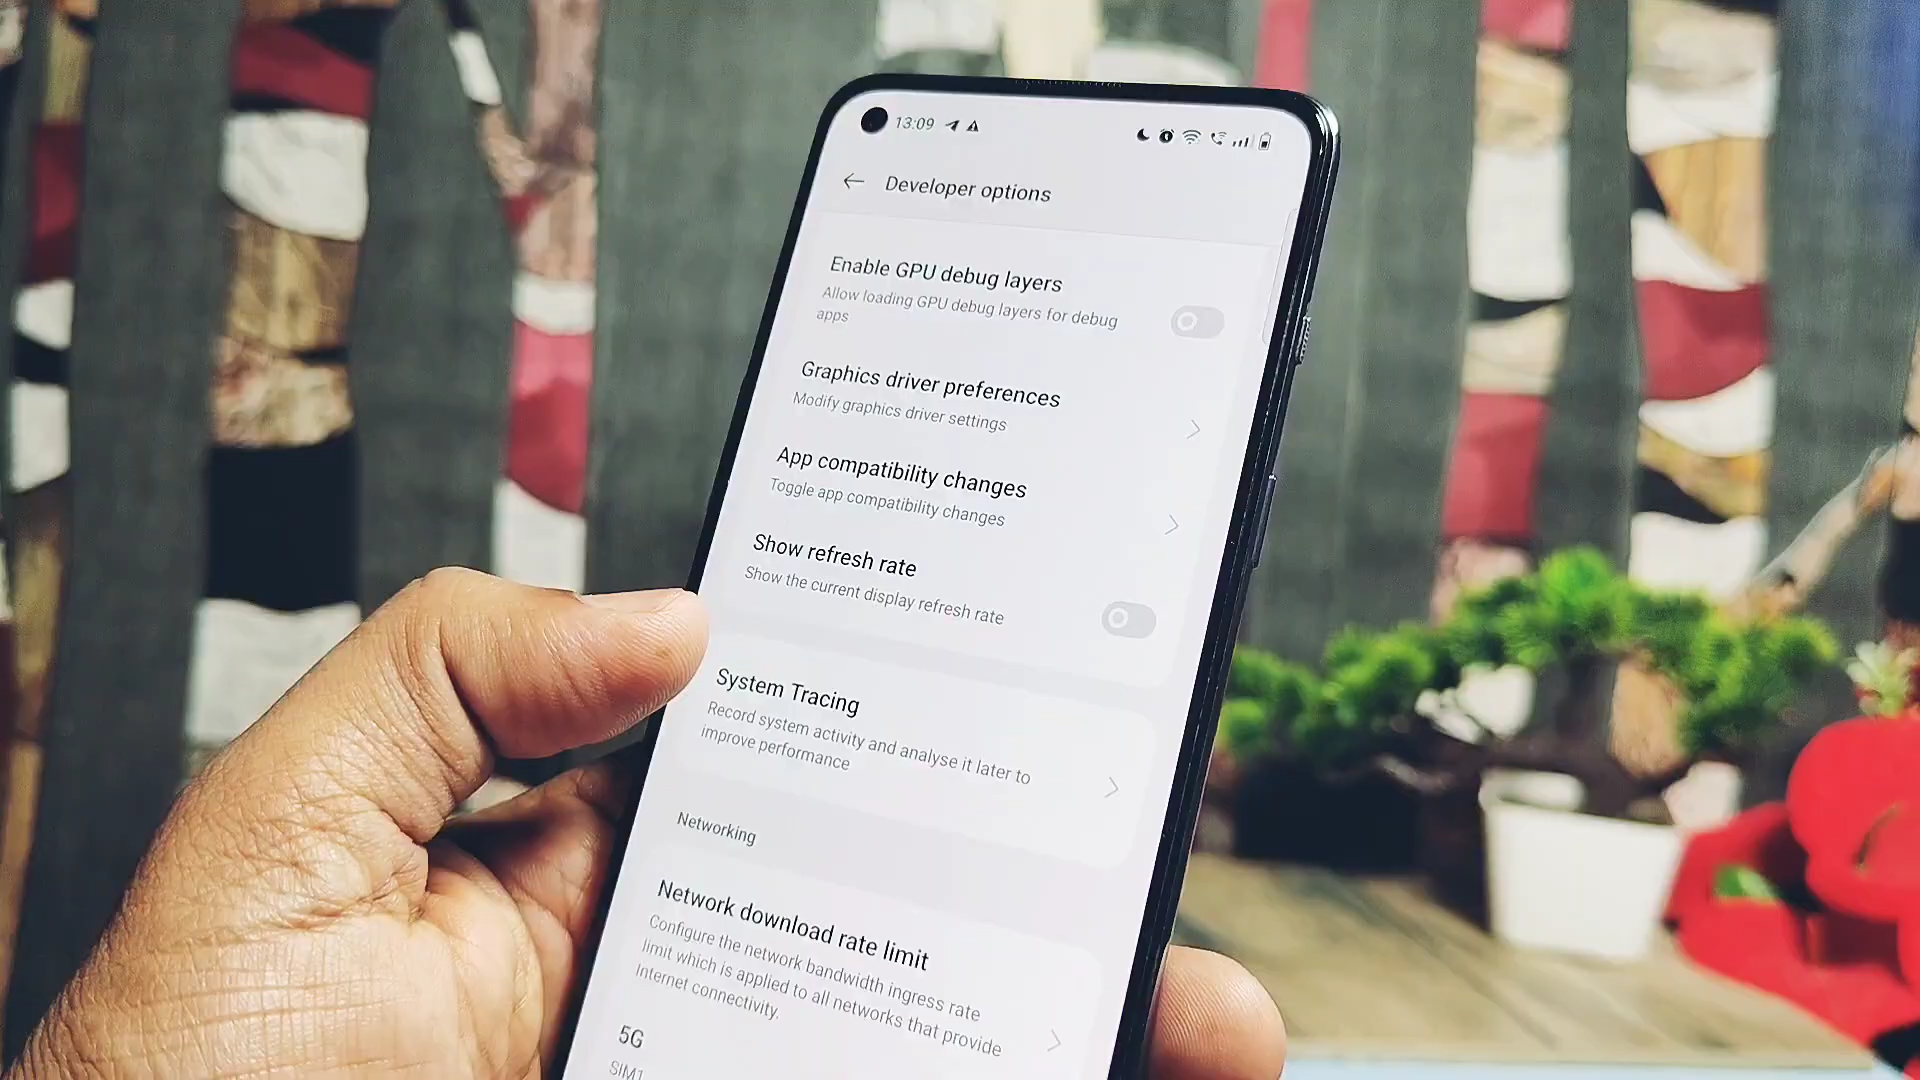 13:09
Developer options
Enable GPU debug layers
Allow loading GPU debug layers for debug
apps
Graphics driver preferences
Modify graphics driver settings
App compatibility changes
Toggle app compatibility changes
Show refresh rate
Show the current display refresh rate
System Tracing
Record system activity and analyse it later to
improve performance
Networking
Network download rate limit
Configure the network bandwidth ingress rate
limit which is applied to all networks that provide
Internet connectivity.
5G
SIM1